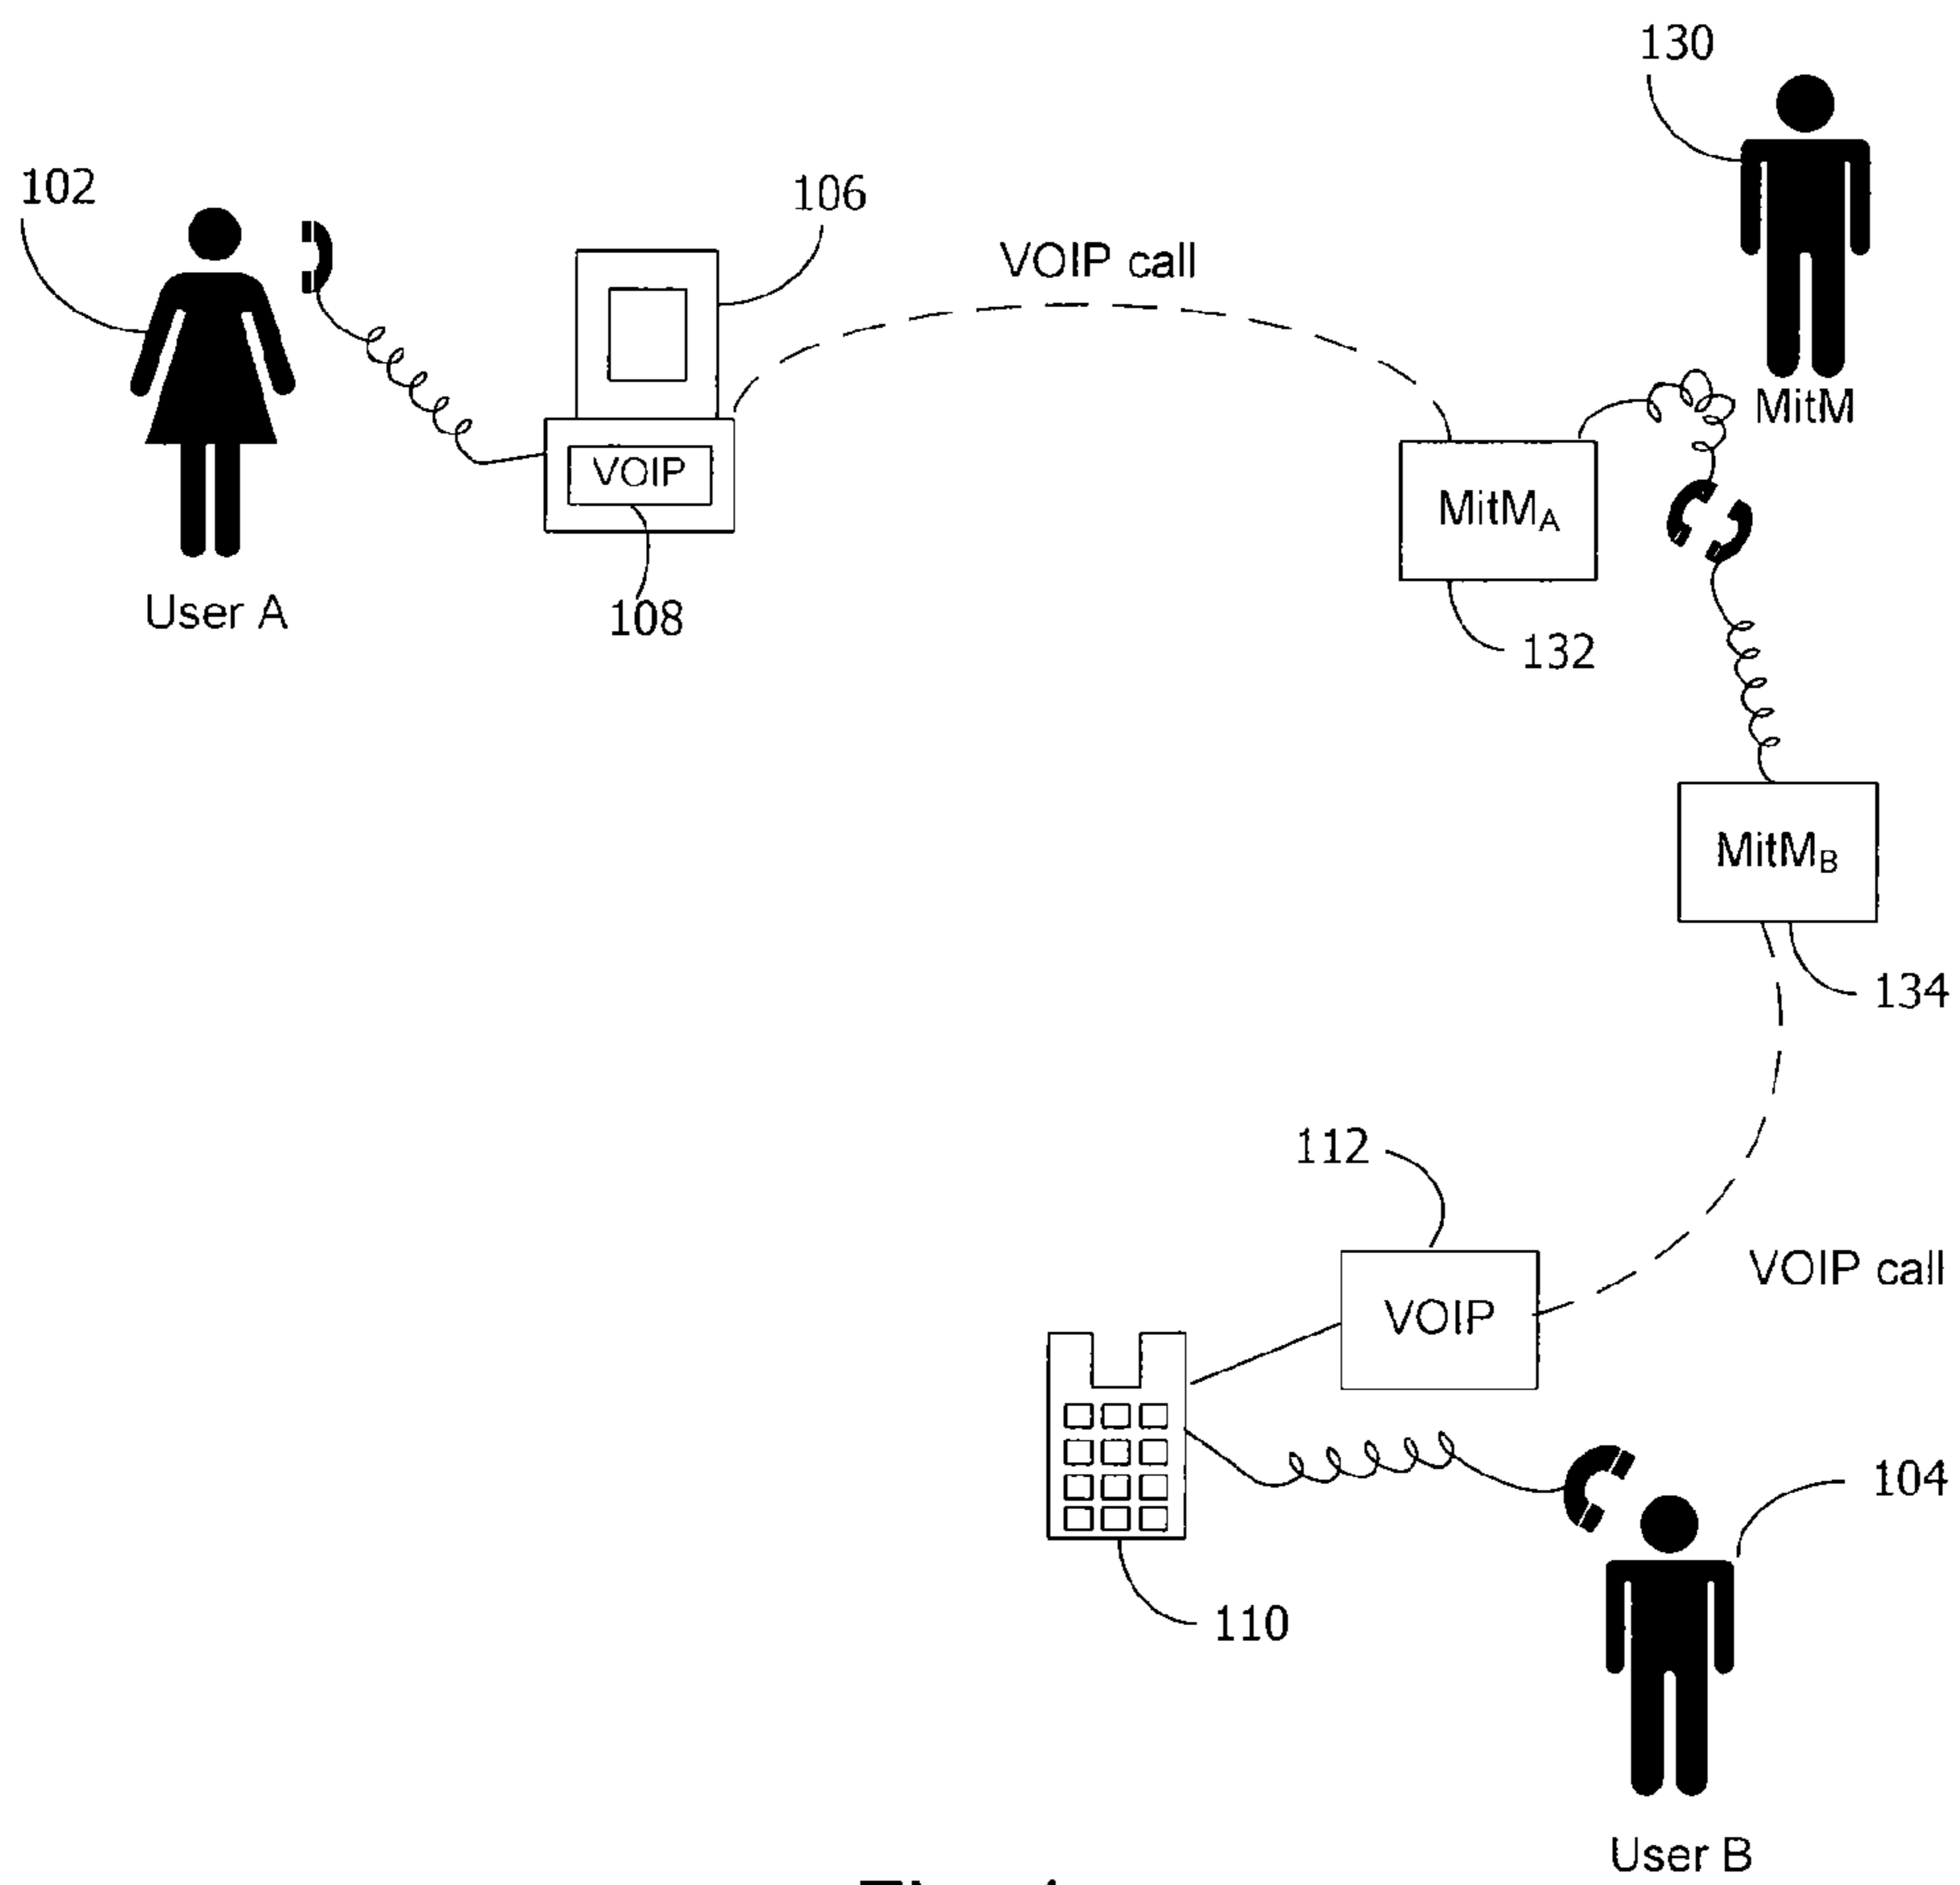 130
102
106
VOIP call
MitM
VOIP
MitMA
108
User A
132
MitMB
134
112
VOIP call
VOIP
104
110
User B